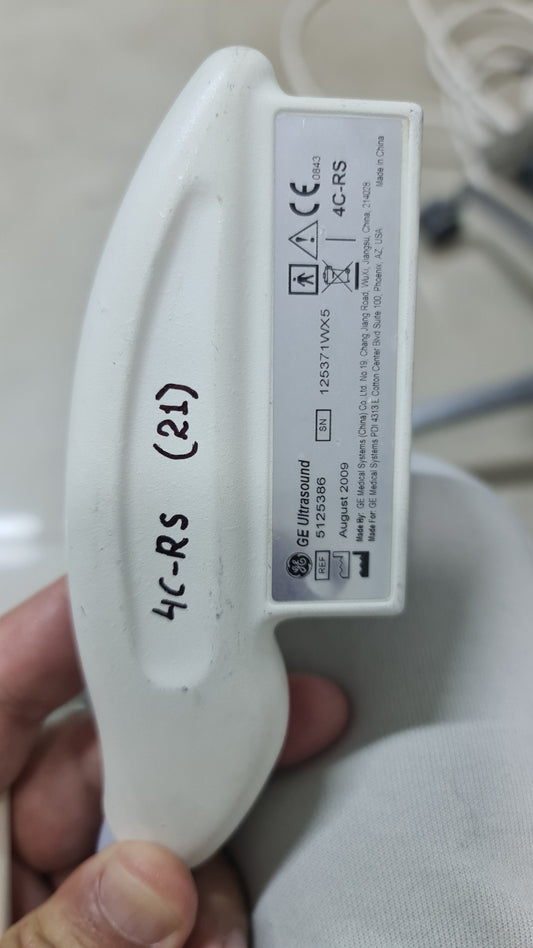 4C-RS (21)
GE Ultrasound
REF 5125386 SN 125371WX5
August 2009
CE 0843
4C-RS
Made By: GE Medical Systems (China) Co., Ltd. No.19, Chang Jiang Road, WuXi, Jiangsu, China, 214028
Made For: GE Medical Systems PDI 4313 E Cotton Center Blvd Suite 100, Phoenix, AZ, USA Made in China